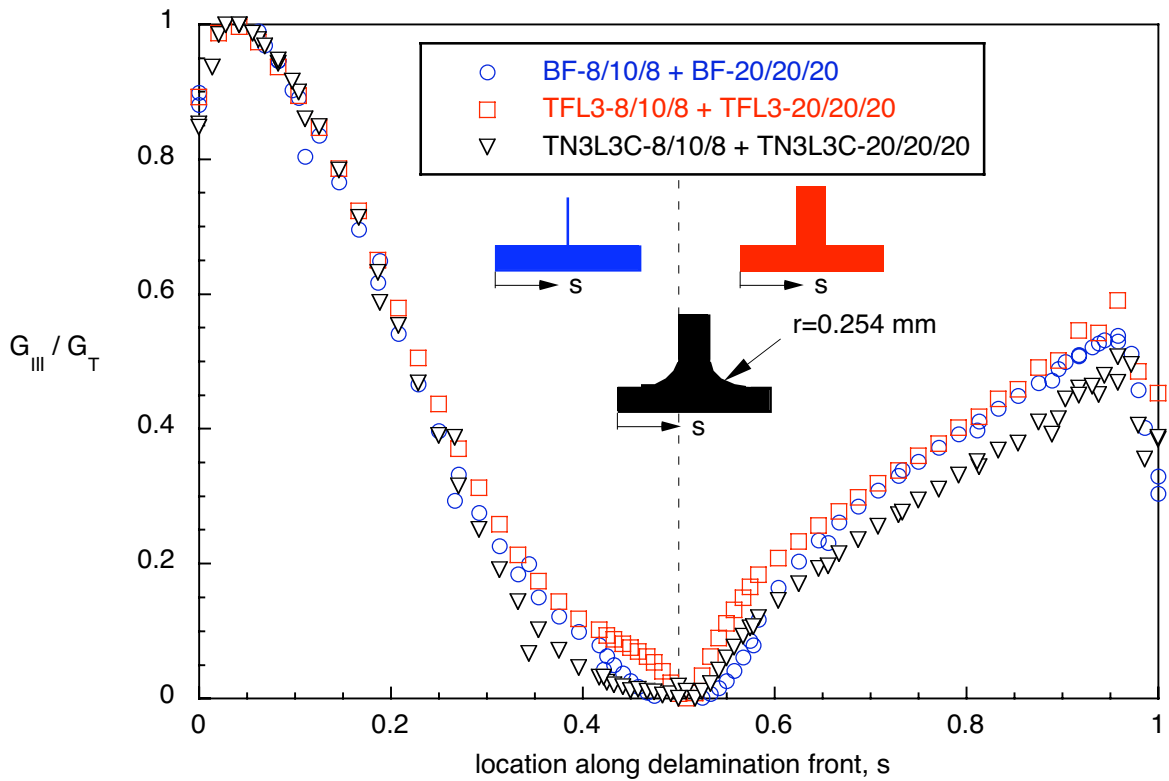 1
BF-8/10/8 + BF-20/20/20
TFL3-8/10/8 + TFL3-20/20/20
TN3L3C-8/10/8 + TN3L3C-20/20/20
0.8
s
s
0.6
r=0.254 mm
G_III / G_T
s
0.4
0.2
0
0
0.2
0.4
0.6
0.8
1
location along delamination front, s